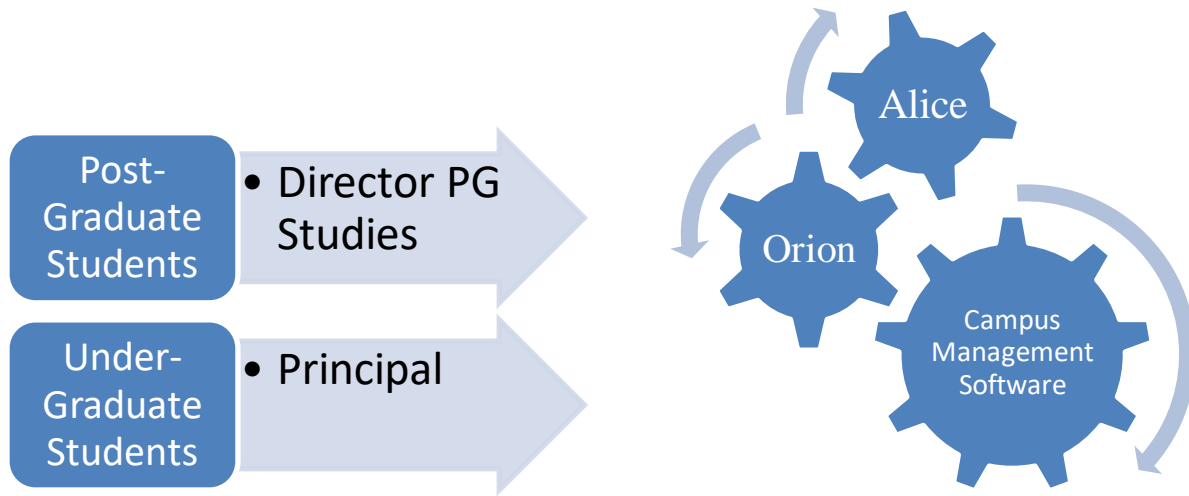 Post-
Graduate
Students
• Director PG
Studies
Under-
Graduate
Students
• Principal
Alice
Orion
Campus
Management
Software